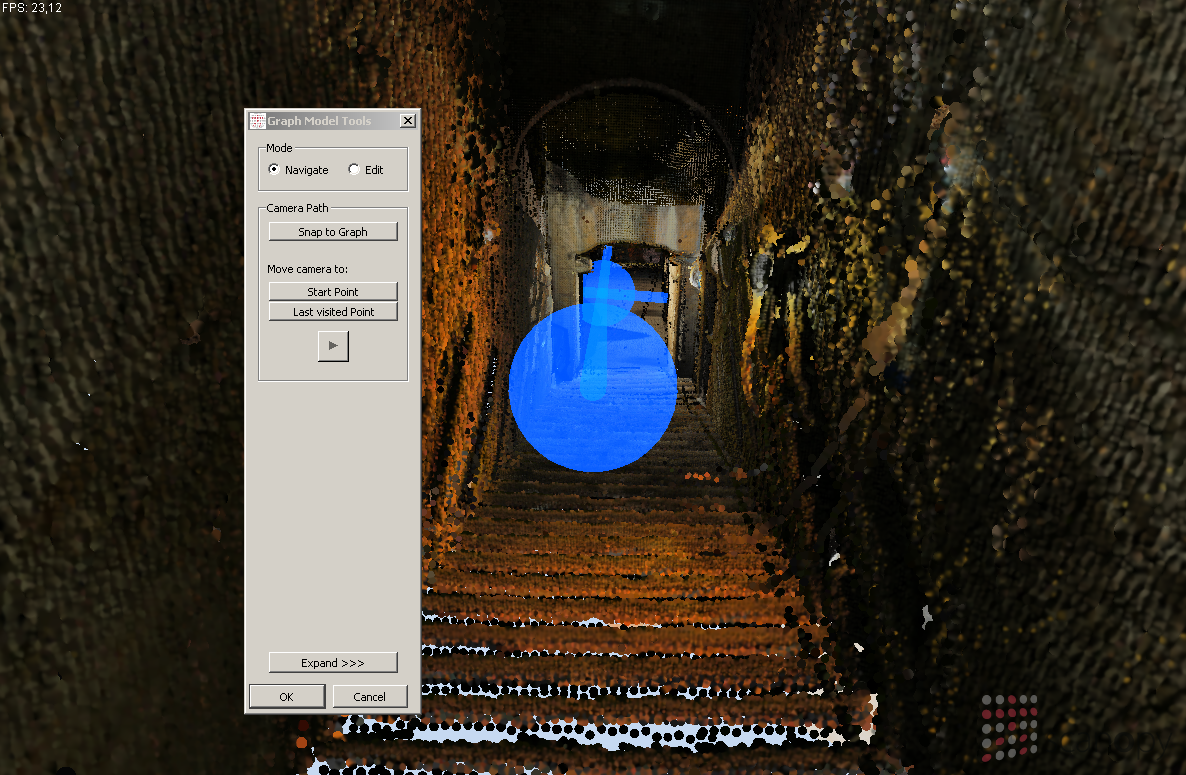 FPS: 23,12
Graph Model Tools
Mode
Navigate Edit
Camera Path
Snap to Graph
Move camera to:
Start Point
Last visited Point
Expand >>>
OK Cancel